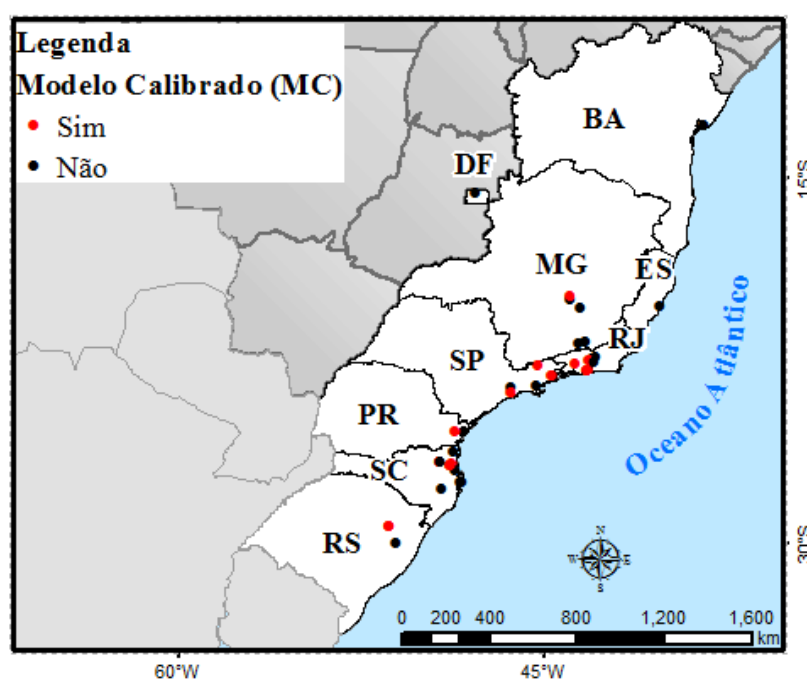 Legenda
Modelo Calibrado (MC)
Sim
Não
BA
DF
MG
ES
RJ
SP
PR
SC
RS
Oceano Atlântico
N
W E
S
0 200 400 800 1,200 1,600
km
15°S
30°S
60°W 45°W